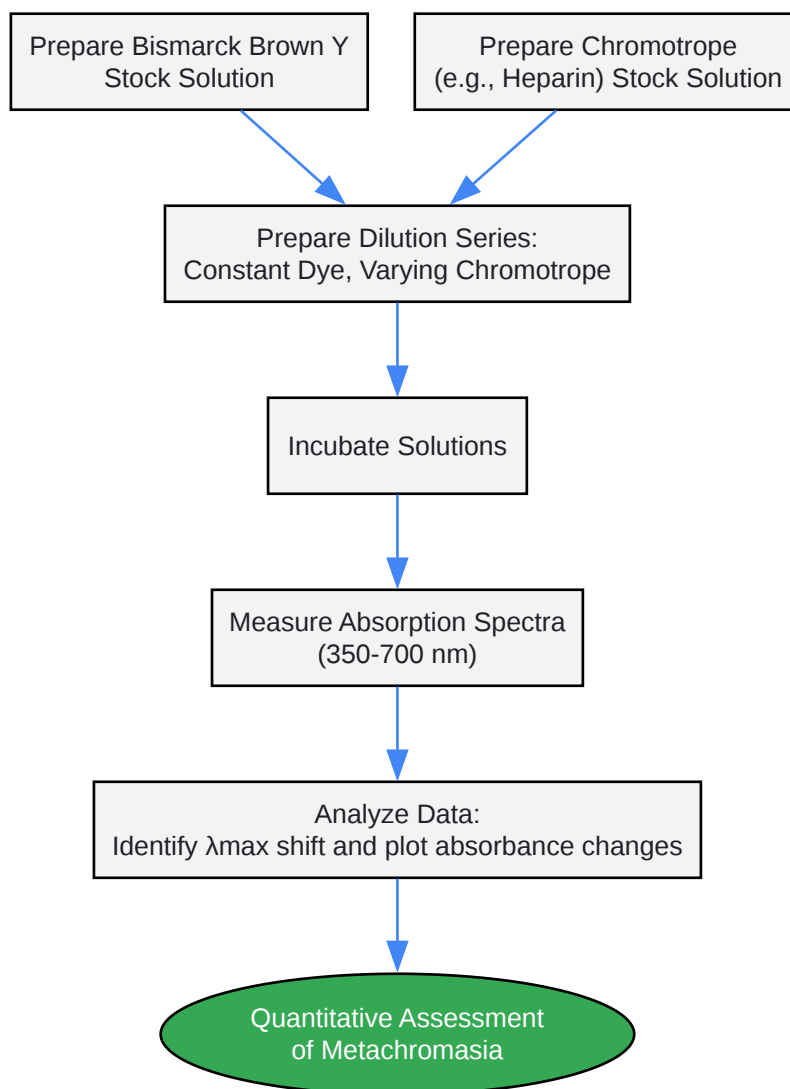 Prepare Bismarck Brown Y
Stock Solution
Prepare Chromotrope
(e.g., Heparin) Stock Solution
Prepare Dilution Series:
Constant Dye, Varying Chromotrope
Incubate Solutions
Measure Absorption Spectra
(350-700 nm)
Analyze Data:
Identify λmax shift and plot absorbance changes
Quantitative Assessment
of Metachromasia